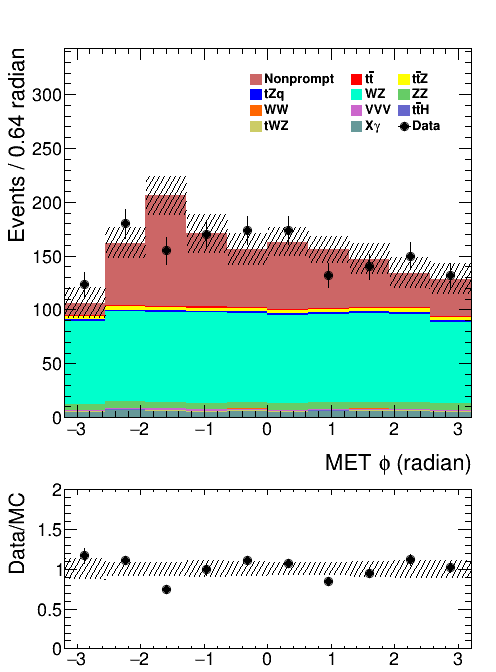 Events / 0.64 radian
300
250
200
150
100
50
0
Nonprompt tt̄ tt̄Z
tZq WZ ZZ
WW VVV tt̄H
tWZ Xγ Data
−3 −2 −1 0 1 2 3
MET ϕ (radian)
Data/MC
2
1.5
1
0.5
0
−3 −2 −1 0 1 2 3